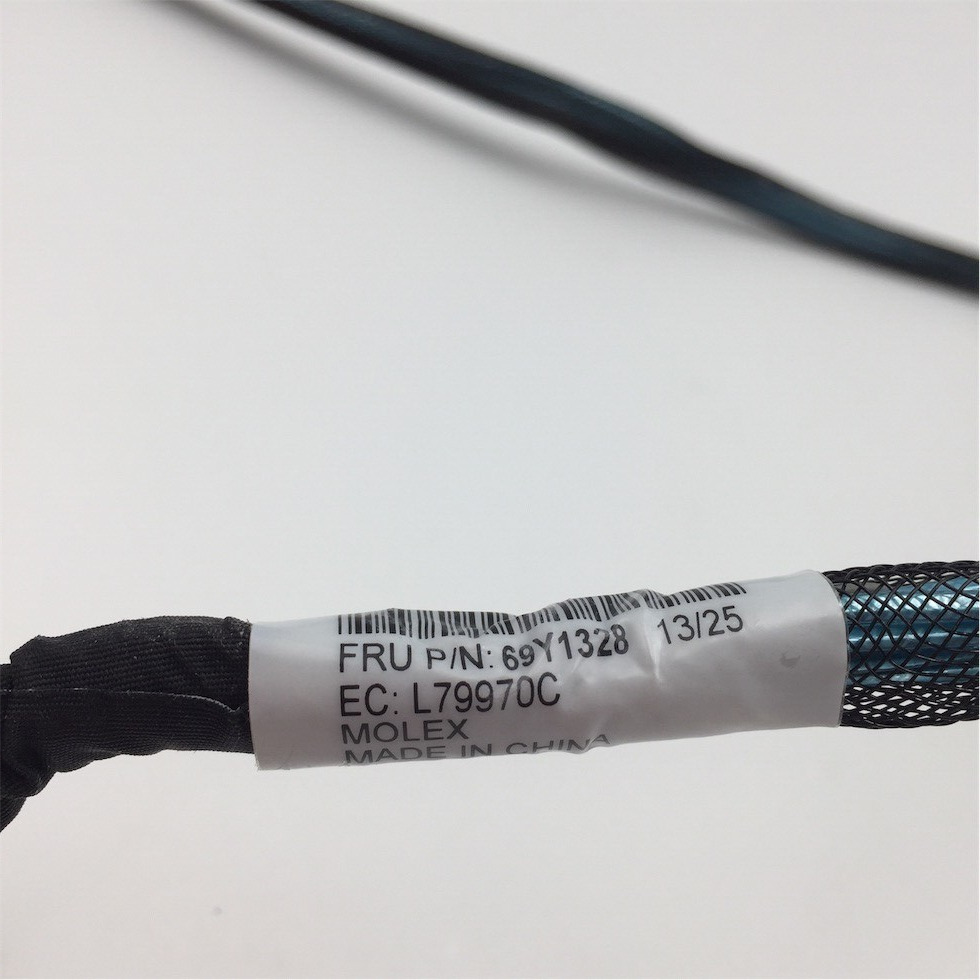 FRU P/N: 69Y1328 13/25
EC: L79970C
MOLEX
MADE IN CHINA